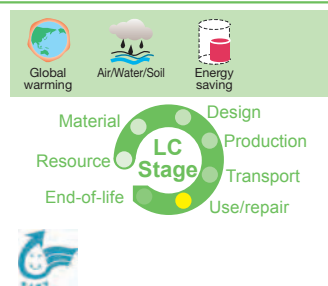 Global
warming
Air/Water/Soil
Energy
saving
Material
Design
Resource
LC
Stage
Production
Transport
End-of-life
Use/repair